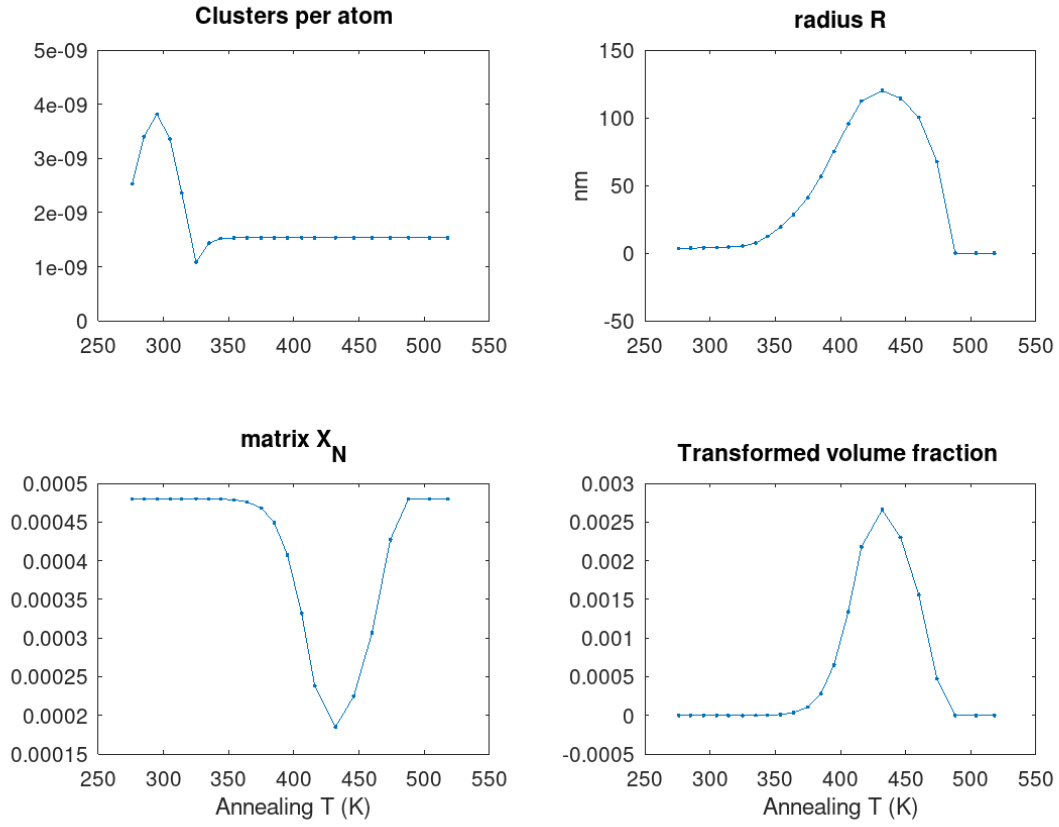 Clusters per atom
5e-09
4e-09
3e-09
2e-09
1e-09
0
250 300 350 400 450 500 550
radius R
nm
150
100
50
0
-50
250 300 350 400 450 500 550
matrix X_N
0.0005
0.00045
0.0004
0.00035
0.0003
0.00025
0.0002
0.00015
250 300 350 400 450 500 550
Annealing T (K)
Transformed volume fraction
0.003
0.0025
0.002
0.0015
0.001
0.0005
0
-0.0005
250 300 350 400 450 500 550
Annealing T (K)